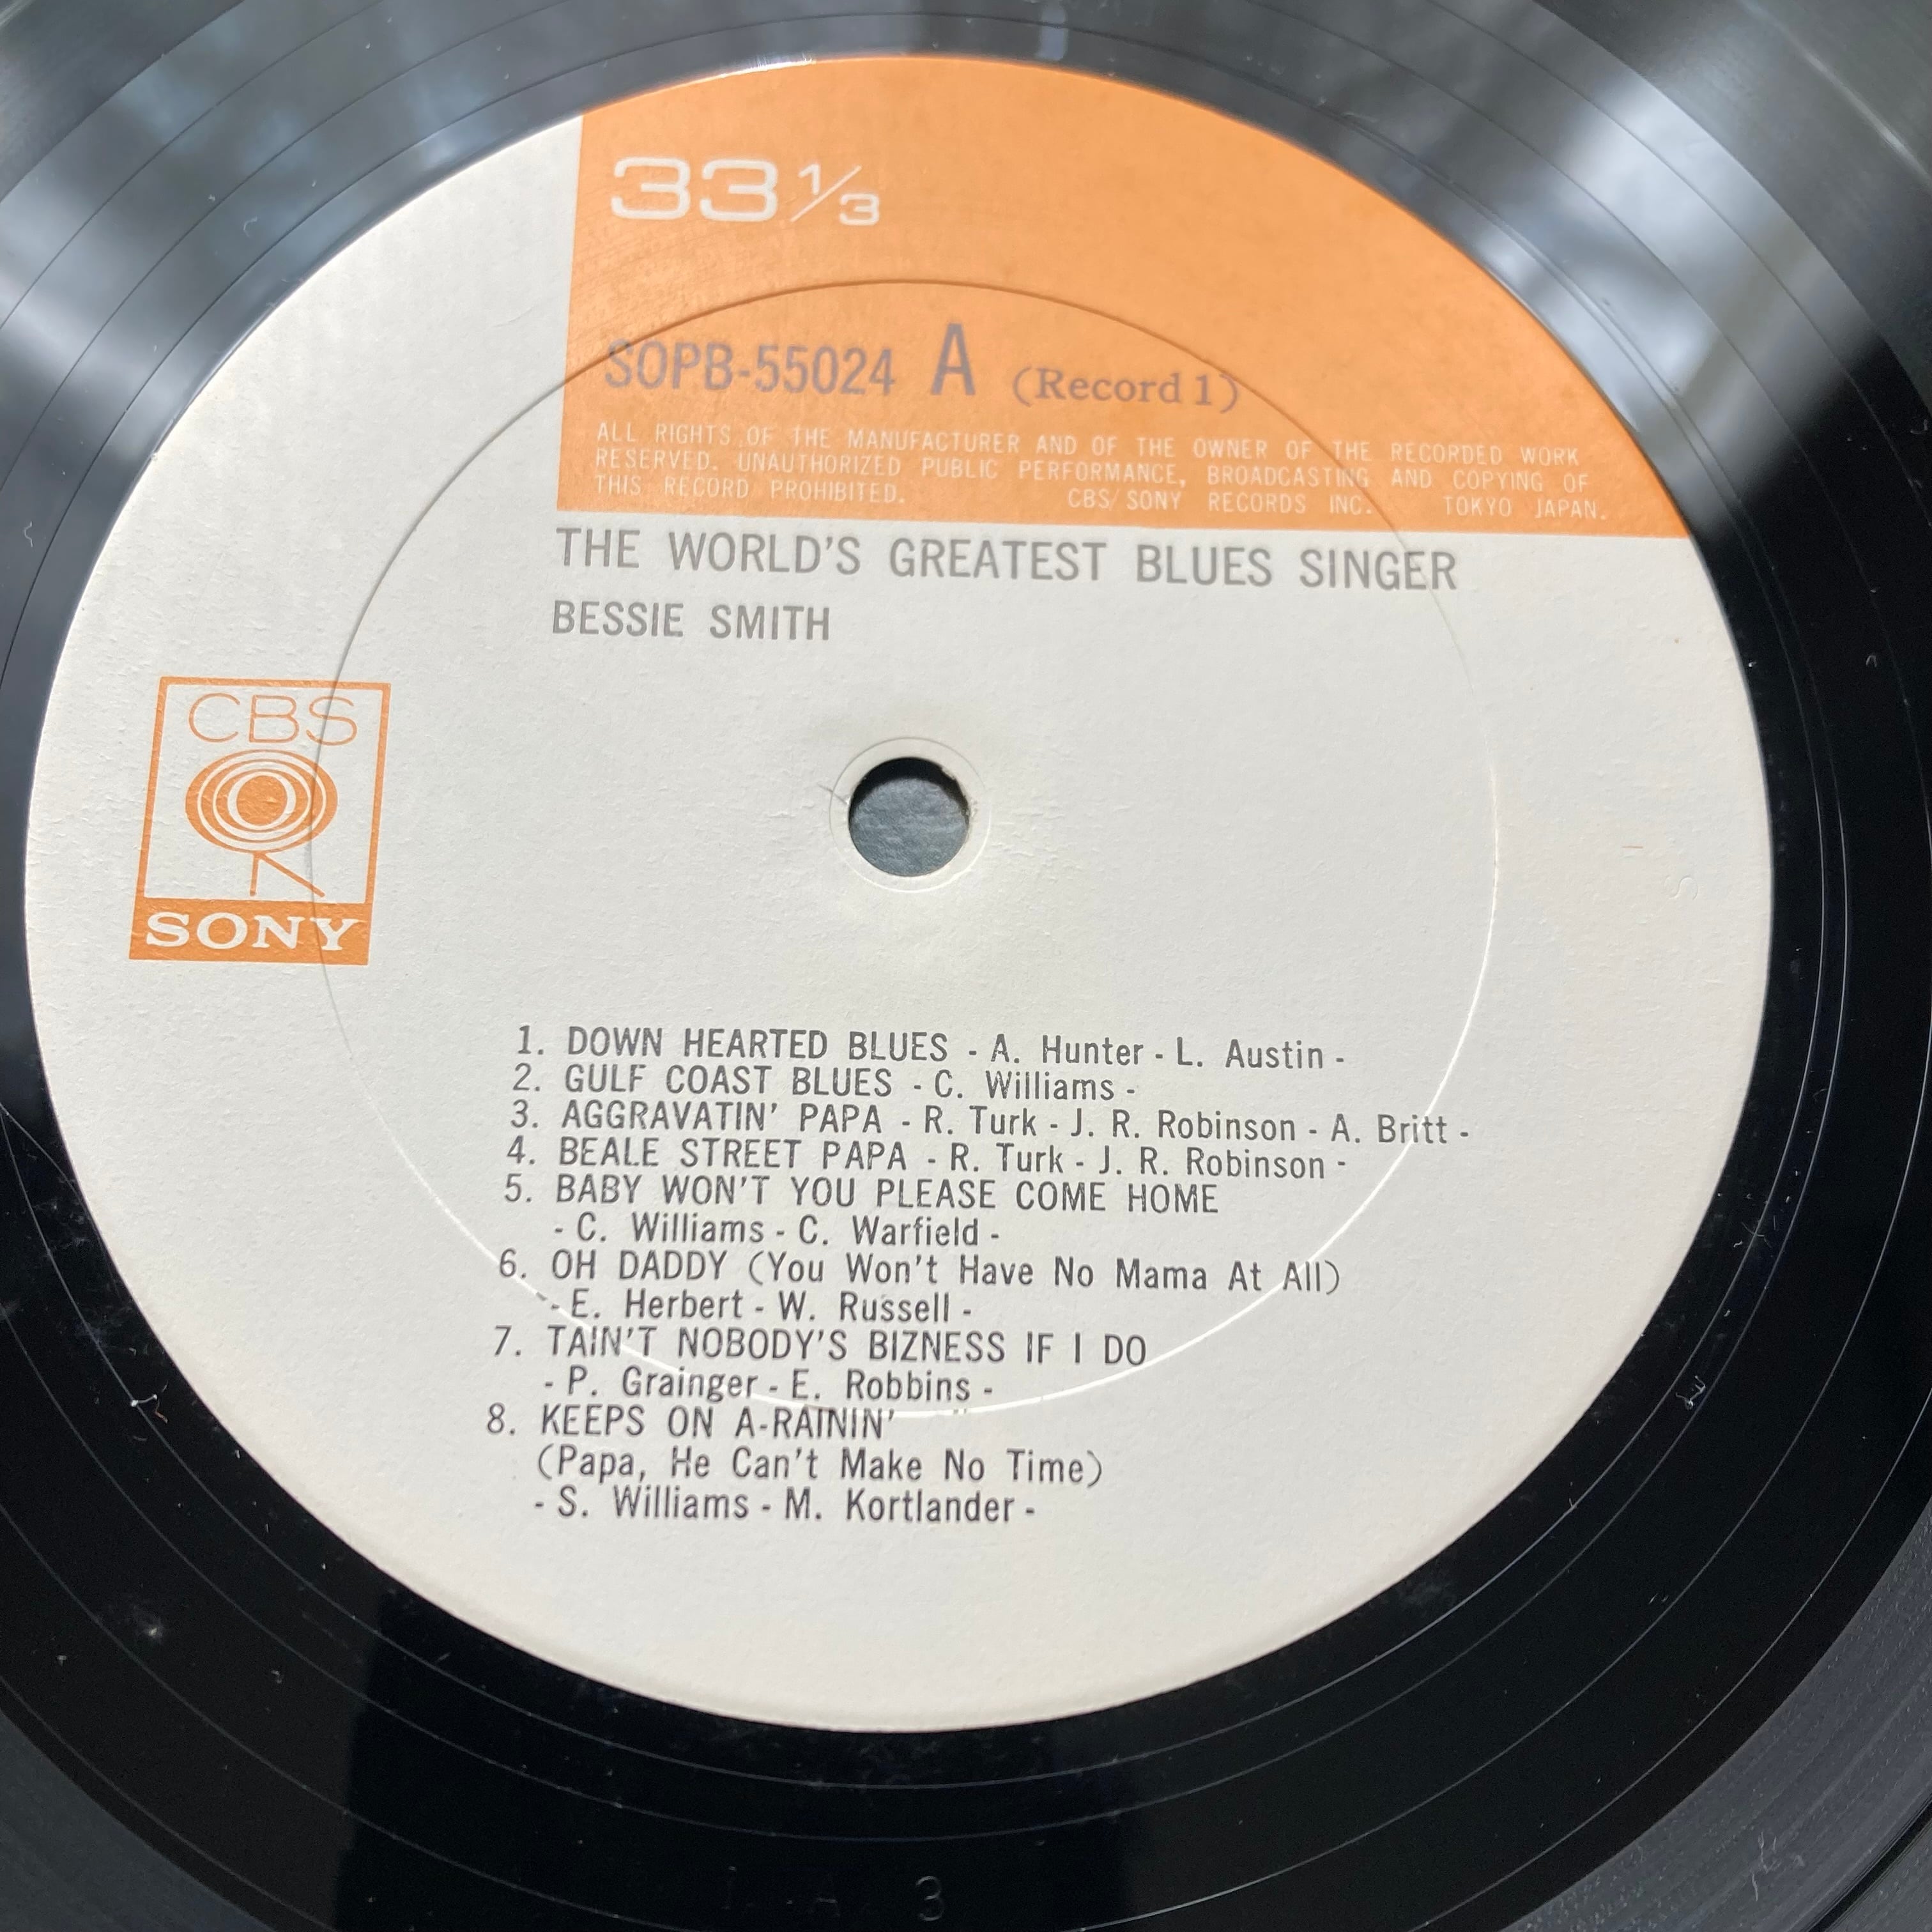 33 1/3
SOPB-55024 A (Record 1)
ALL RIGHTS OF THE MANUFACTURER AND OF THE OWNER OF THE RECORDED WORK
RESERVED. UNAUTHORIZED PUBLIC PERFORMANCE, BROADCASTING AND COPYING OF
THIS RECORD PROHIBITED. CBS/SONY RECORDS INC. TOKYO JAPAN.
THE WORLD'S GREATEST BLUES SINGER
BESSIE SMITH
CBS
SONY
1. DOWN HEARTED BLUES - A. Hunter - L. Austin -
2. GULF COAST BLUES - C. Williams -
3. AGGRAVATIN' PAPA - R. Turk - J. R. Robinson - A. Britt -
4. BEALE STREET PAPA - R. Turk - J. R. Robinson -
5. BABY WON'T YOU PLEASE COME HOME
- C. Williams - C. Warfield -
6. OH DADDY (You Won't Have No Mama At All)
- E. Herbert - W. Russell -
7. TAIN'T NOBODY'S BIZNESS IF I DO
- P. Grainger - E. Robbins -
8. KEEPS ON A-RAININ'
(Papa, He Can't Make No Time)
- S. Williams - M. Kortlander -
3